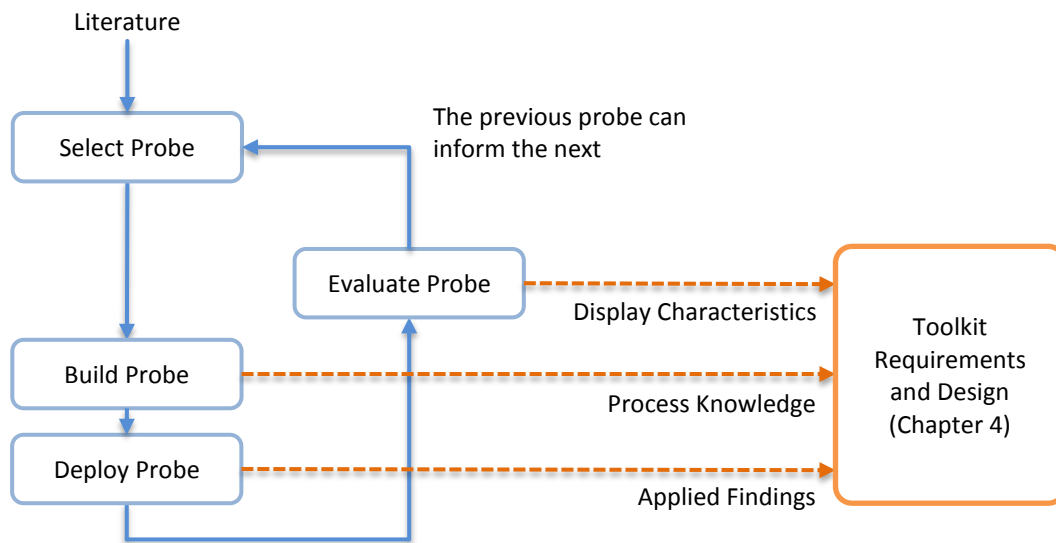 Literature
Select Probe
The previous probe can
inform the next
Evaluate Probe
Display Characteristics
Build Probe
Process Knowledge
Deploy Probe
Applied Findings
Toolkit
Requirements
and Design
(Chapter 4)